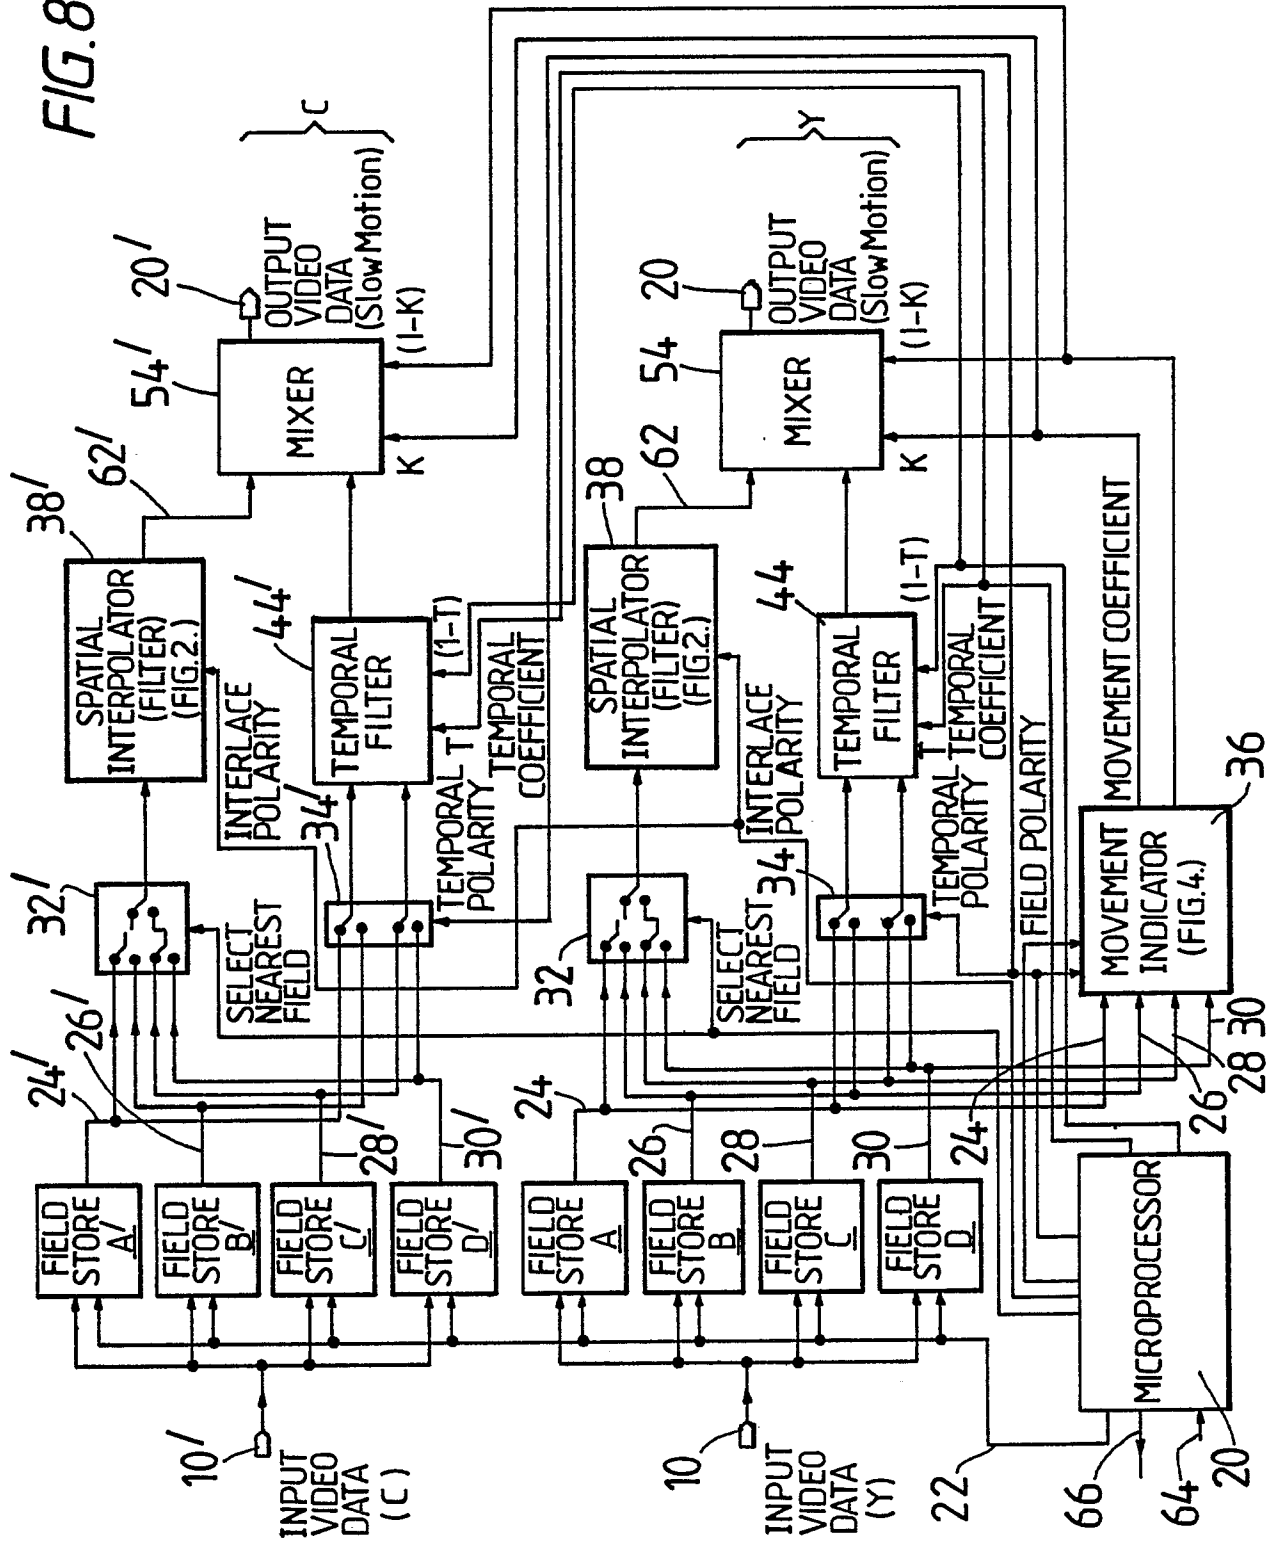 FIG. 8
INPUT
VIDEO
DATA
(C)
10'
FIELD
STORE
A'
FIELD
STORE
B'
FIELD
STORE
C'
FIELD
STORE
D'
24'
26'
28'
30'
32'
SELECT
NEAREST
FIELD
34'
INTERLACE
POLARITY
TEMPORAL
POLARITY
38'
SPATIAL
INTERPOLATOR
(FILTER)
(FIG.2.)
44'
TEMPORAL
FILTER
T
(1-T)
TEMPORAL
COEFFICIENT
62'
54'
MIXER
K
(1-K)
20'
OUTPUT
VIDEO
DATA
(Slow Motion)
C
INPUT
VIDEO
DATA
(Y)
10
FIELD
STORE
A
FIELD
STORE
B
FIELD
STORE
C
FIELD
STORE
D
24
26
28
30
32
SELECT
NEAREST
FIELD
34
INTERLACE
POLARITY
TEMPORAL
POLARITY
38
SPATIAL
INTERPOLATOR
(FILTER)
(FIG.2.)
44
TEMPORAL
FILTER
T
(1-T)
TEMPORAL
COEFFICIENT
62
54
MIXER
K
(1-K)
20
OUTPUT
VIDEO
DATA
(Slow Motion)
Y
22
66
64
20
MICROPROCESSOR
24
26
28
30
FIELD POLARITY
MOVEMENT
INDICATOR
(FIG.4.)
36
MOVEMENT COEFFICIENT